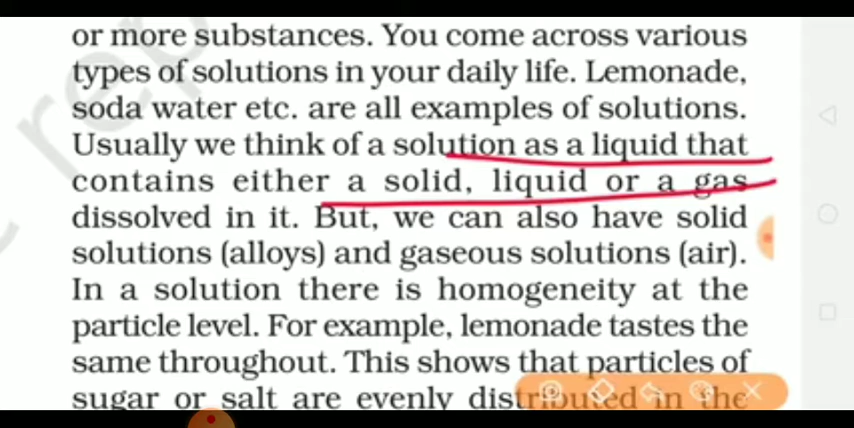 or more substances. You come across various
types of solutions in your daily life. Lemonade,
soda water etc. are all examples of solutions.
Usually we think of a solution as a liquid that
contains either a solid, liquid or a gas
dissolved in it. But, we can also have solid
solutions (alloys) and gaseous solutions (air).
In a solution there is homogeneity at the
particle level. For example, lemonade tastes the
same throughout. This shows that particles of
sugar or salt are evenly distributed in the